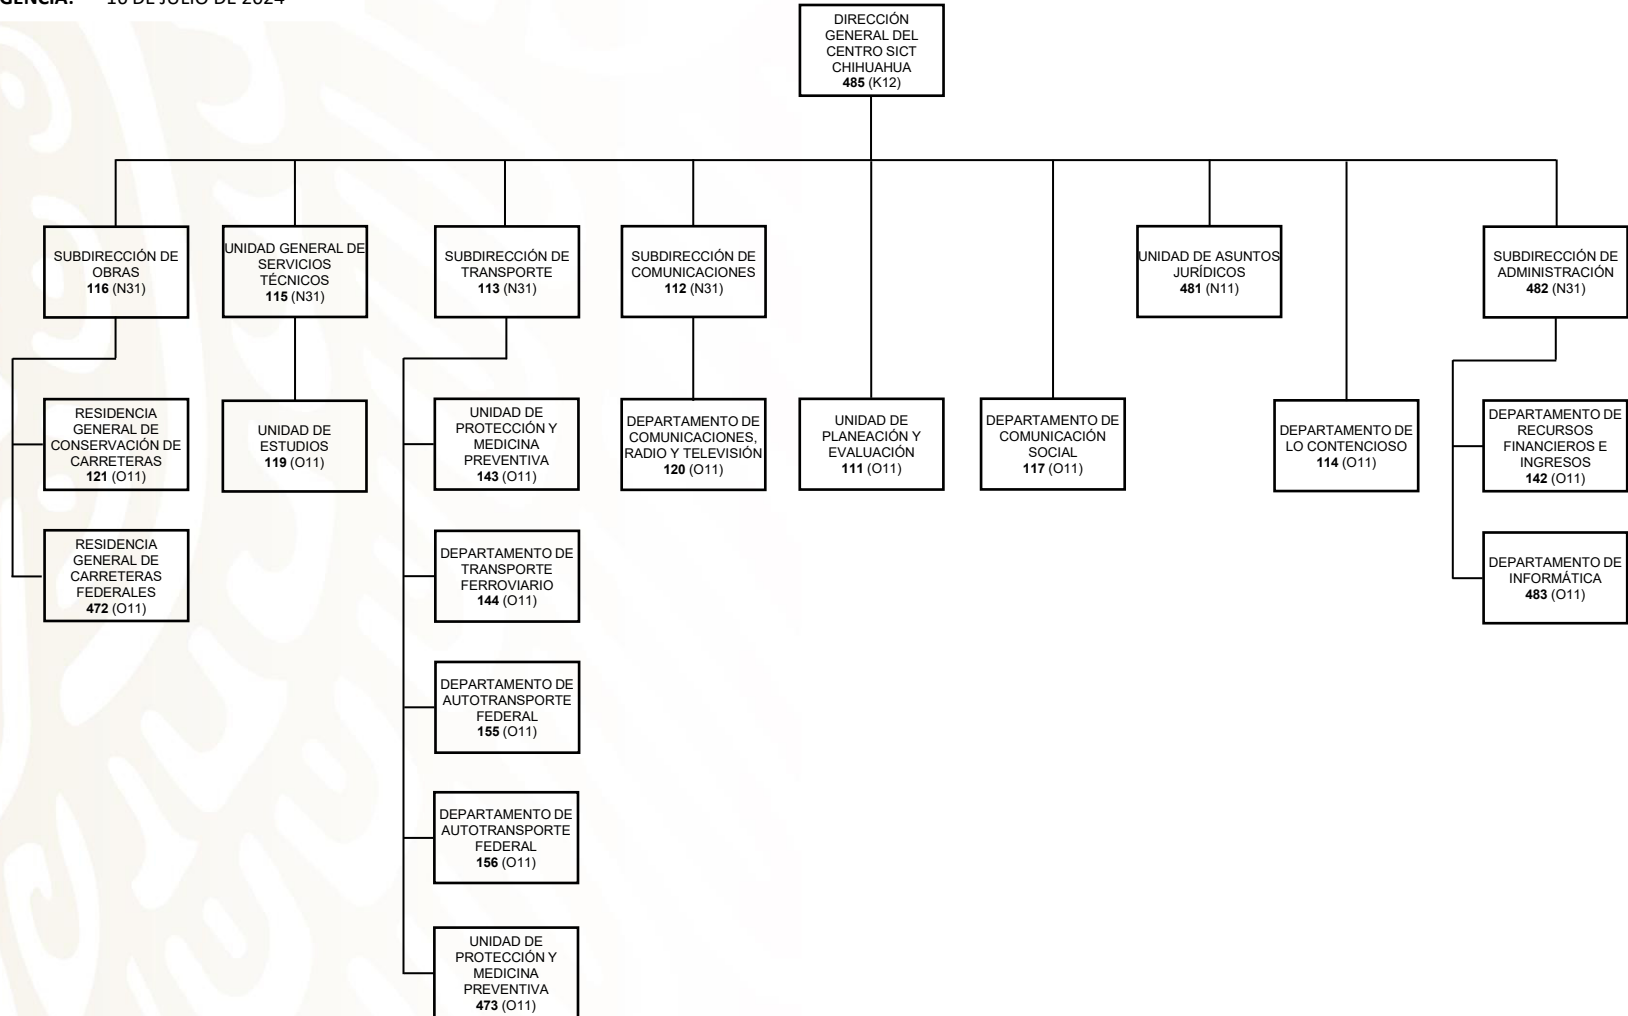 16 DE JULIO DE 2024
DIRECCIÓN
GENERAL DEL
CENTRO SICT
CHIHUAHUA
485 (K12)
SUBDIRECCIÓN DE
OBRAS
116 (N31)
UNIDAD GENERAL DE
SERVICIOS
TÉCNICOS
115 (N31)
SUBDIRECCIÓN DE
TRANSPORTE
113 (N31)
SUBDIRECCIÓN DE
COMUNICACIONES
112 (N31)
UNIDAD DE ASUNTOS
JURÍDICOS
481 (N11)
SUBDIRECCIÓN DE
ADMINISTRACIÓN
482 (N31)
RESIDENCIA
GENERAL DE
CONSERVACIÓN DE
CARRETERAS
121 (O11)
UNIDAD DE
ESTUDIOS
119 (O11)
UNIDAD DE
PROTECCIÓN Y
MEDICINA
PREVENTIVA
143 (O11)
DEPARTAMENTO DE
COMUNICACIONES,
RADIO Y TELEVISIÓN
120 (O11)
UNIDAD DE
PLANEACIÓN Y
EVALUACIÓN
111 (O11)
DEPARTAMENTO DE
COMUNICACIÓN
SOCIAL
117 (O11)
DEPARTAMENTO DE
LO CONTENCIOSO
114 (O11)
DEPARTAMENTO DE
RECURSOS
FINANCIEROS E
INGRESOS
142 (O11)
RESIDENCIA
GENERAL DE
CARRETERAS
FEDERALES
472 (O11)
DEPARTAMENTO DE
TRANSPORTE
FERROVIARIO
144 (O11)
DEPARTAMENTO DE
INFORMÁTICA
483 (O11)
DEPARTAMENTO DE
AUTOTRANSPORTE
FEDERAL
155 (O11)
DEPARTAMENTO DE
AUTOTRANSPORTE
FEDERAL
156 (O11)
UNIDAD DE
PROTECCIÓN Y
MEDICINA
PREVENTIVA
473 (O11)